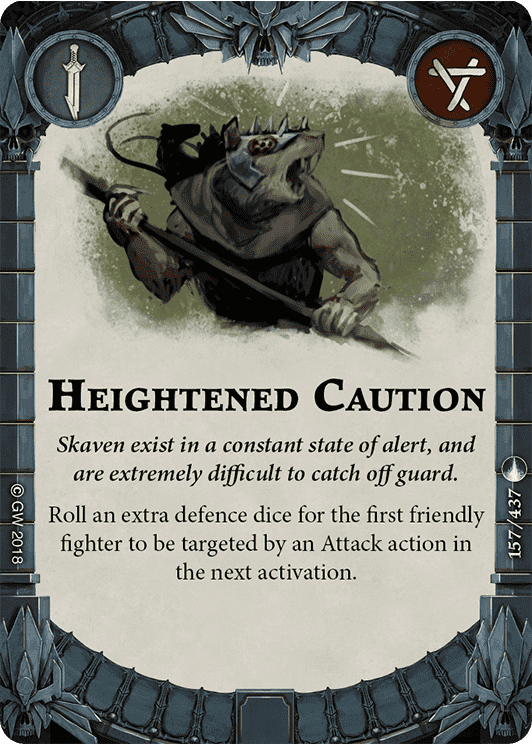 Heightened Caution
Skaven exist in a constant state of alert, and
are extremely difficult to catch off guard.
Roll an extra defence dice for the first friendly
fighter to be targeted by an Attack action in
the next activation.
© GW 2018
157/437